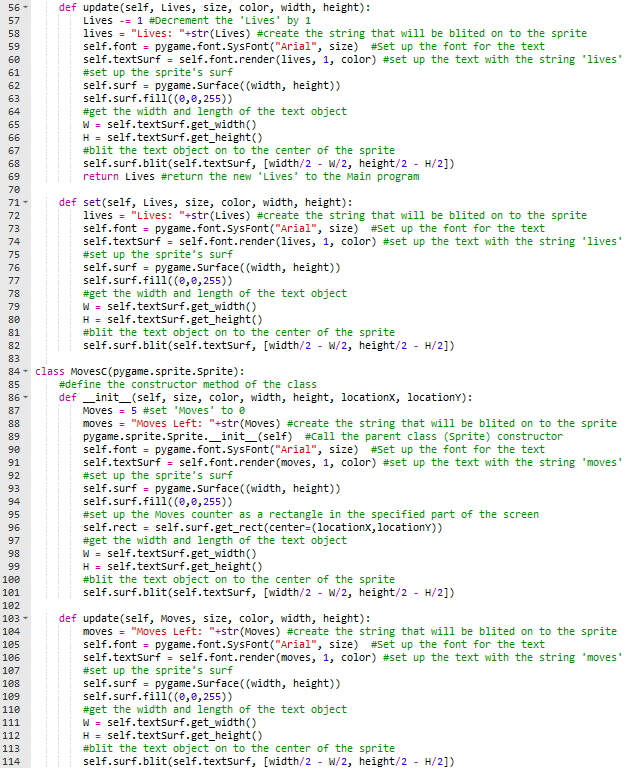 56 def update(self, Lives, size, color, width, height):
57 Lives -= 1 #Decrement the 'Lives' by 1
58 lives = "Lives: "+str(Lives) #create the string that will be blited on to the sprite
59 self.font = pygame.font.SysFont("Arial", size)  #Set up the font for the text
60 self.textSurf = self.font.render(lives, 1, color) #set up the text with the string 'lives'
61 #set up the sprite's surf
62 self.surf = pygame.Surface((width, height))
63 self.surf.fill((0,0,255))
64 #get the width and length of the text object
65 W = self.textSurf.get_width()
66 H = self.textSurf.get_height()
67 #blit the text object on to the center of the sprite
68 self.surf.blit(self.textSurf, [width/2 - W/2, height/2 - H/2])
69 return Lives #return the new 'Lives' to the Main program
70
71 def set(self, Lives, size, color, width, height):
72 lives = "Lives: "+str(Lives) #create the string that will be blited on to the sprite
73 self.font = pygame.font.SysFont("Arial", size)  #Set up the font for the text
74 self.textSurf = self.font.render(lives, 1, color) #set up the text with the string 'lives'
75 #set up the sprite's surf
76 self.surf = pygame.Surface((width, height))
77 self.surf.fill((0,0,255))
78 #get the width and length of the text object
79 W = self.textSurf.get_width()
80 H = self.textSurf.get_height()
81 #blit the text object on to the center of the sprite
82 self.surf.blit(self.textSurf, [width/2 - W/2, height/2 - H/2])
83
84 class MovesC(pygame.sprite.Sprite):
85 #define the constructor method of the class
86 def __init__(self, size, color, width, height, locationX, locationY):
87 Moves = 5 #set 'Moves' to 0
88 moves = "Moves Left: "+str(Moves) #create the string that will be blited on to the sprite
89 pygame.sprite.Sprite.__init__(self)  #Call the parent class (Sprite) constructor
90 self.font = pygame.font.SysFont("Arial", size)  #Set up the font for the text
91 self.textSurf = self.font.render(moves, 1, color) #set up the text with the string 'moves'
92 #set up the sprite's surf
93 self.surf = pygame.Surface((width, height))
94 self.surf.fill((0,0,255))
95 #set up the Moves counter as a rectangle in the specified part of the screen
96 self.rect = self.surf.get_rect(center=(locationX,locationY))
97 #get the width and length of the text object
98 W = self.textSurf.get_width()
99 H = self.textSurf.get_height()
100 #blit the text object on to the center of the sprite
101 self.surf.blit(self.textSurf, [width/2 - W/2, height/2 - H/2])
102
103 def update(self, Moves, size, color, width, height):
104 moves = "Moves Left: "+str(Moves) #create the string that will be blited on to the sprite
105 self.font = pygame.font.SysFont("Arial", size)  #Set up the font for the text
106 self.textSurf = self.font.render(moves, 1, color) #set up the text with the string 'moves'
107 #set up the sprite's surf
108 self.surf = pygame.Surface((width, height))
109 self.surf.fill((0,0,255))
110 #get the width and length of the text object
111 W = self.textSurf.get_width()
112 H = self.textSurf.get_height()
113 #blit the text object on to the center of the sprite
114 self.surf.blit(self.textSurf, [width/2 - W/2, height/2 - H/2])